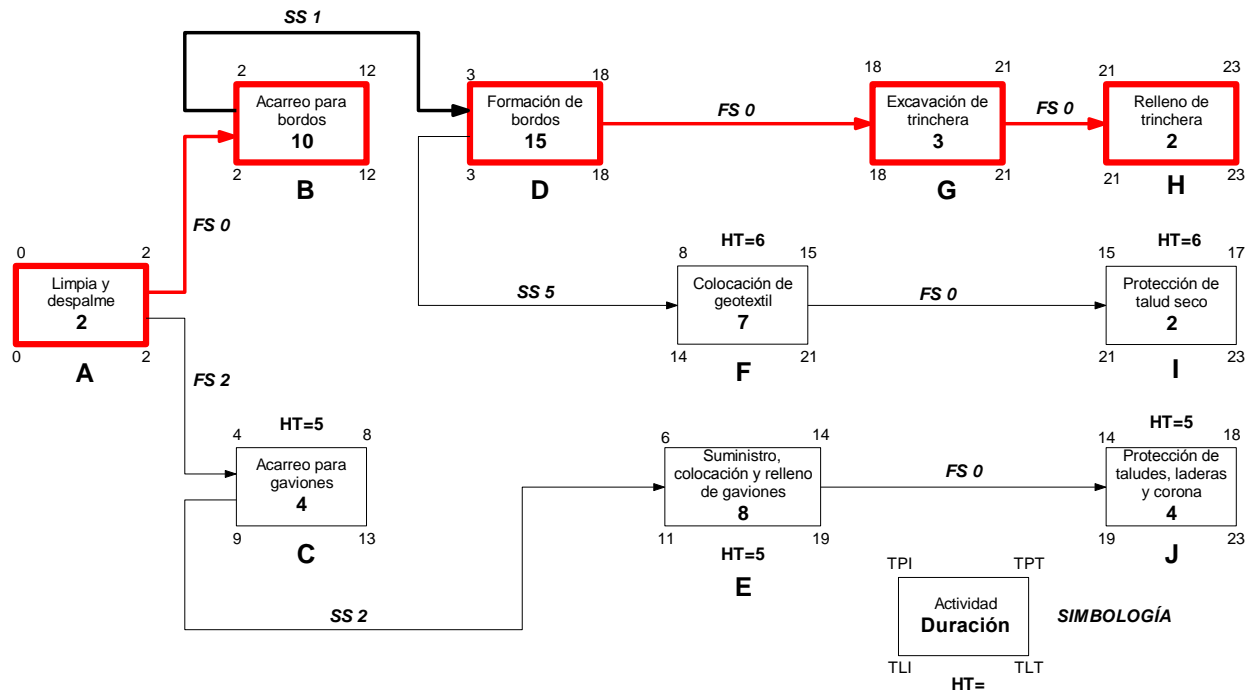 SS 1
2
12
Acarreo para
bordos
10
2
12
B
3
18
Formación de
bordos
15
3
18
D
FS 0
18
21
Excavación de
trinchera
3
18
21
G
FS 0
21
23
Relleno de
trinchera
2
21
23
H
FS 0
0
2
Limpia y
despalme
2
0
2
A
SS 5
HT=6
8
15
Colocación de
geotextil
7
14
21
F
FS 0
HT=6
15
17
Protección de
talud seco
2
21
23
I
FS 2
HT=5
4
8
Acarreo para
gaviones
4
9
13
C
SS 2
6
14
Suministro,
colocación y relleno
de gaviones
8
11
19
HT=5
E
FS 0
HT=5
14
18
Protección de
taludes, laderas
y corona
4
19
23
J
TPI
TPT
Actividad
Duración
TLI
TLT
HT=
SIMBOLOGÍA